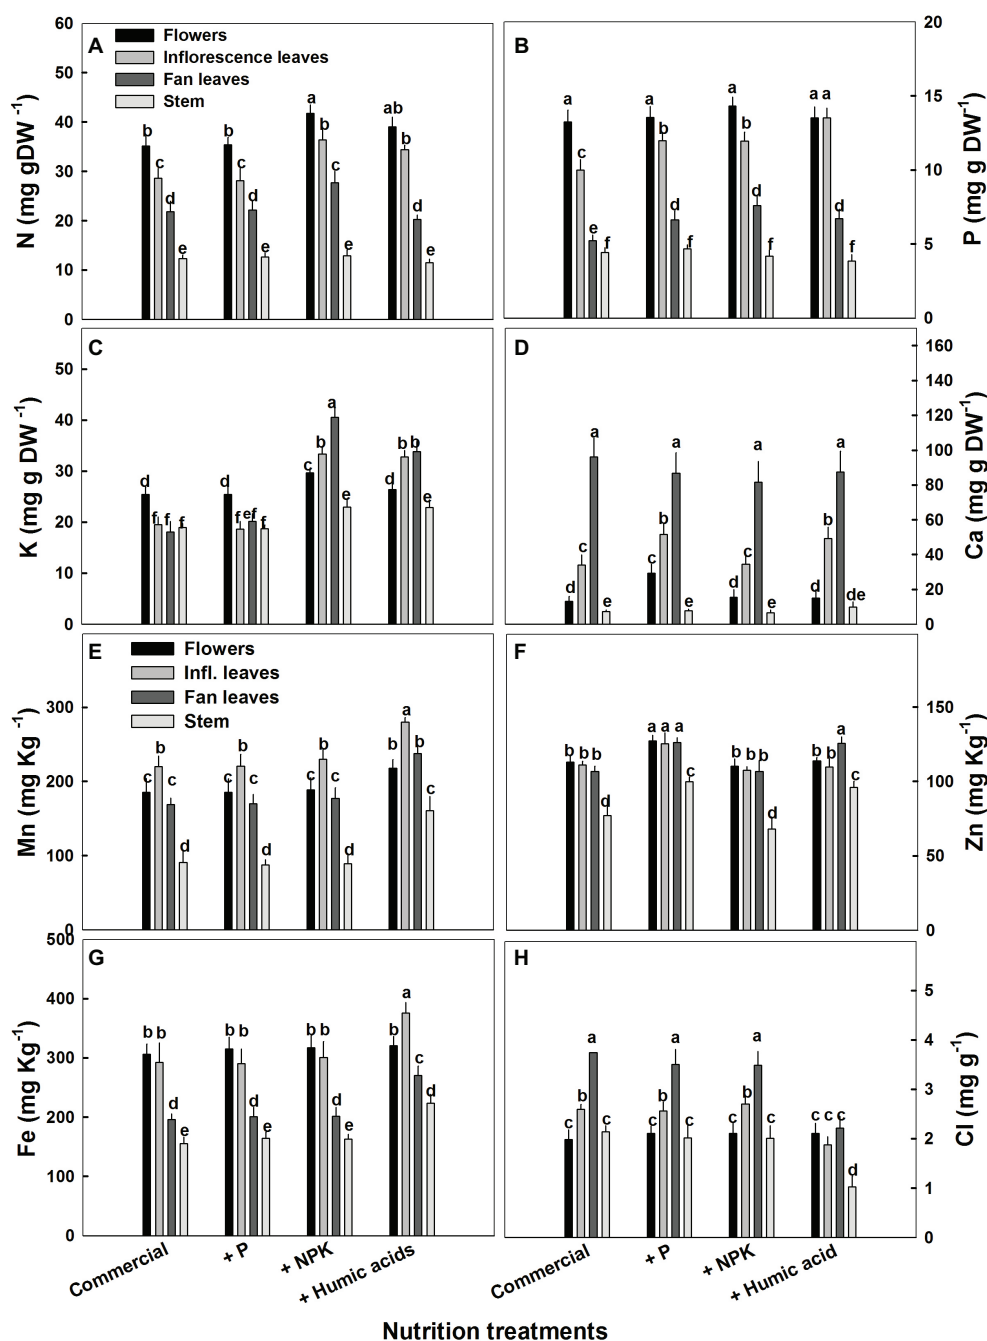 A
Flowers
Inflorescence leaves
Fan leaves
Stem
N (mg gDW -1)
60
50
40
30
20
10
0
b c d e
b c d e
a b c e
ab b d e
B
P (mg g DW-1)
20
15
10
5
0
a c e f
a b d f
a b d f
a a d f
C
K (mg g DW -1)
50
40
30
20
10
0
d f f f
d f ef f
c b a e
d b b e
D
Ca (mg g DW-1)
160
140
120
100
80
60
40
20
0
d c a e
c b a e
d c a e
d b a de
E
Flowers
Infl. leaves
Fan leaves
Stem
Mn (mg Kg -1)
300
200
100
0
c b c d
c b c d
c b c d
b a b c
F
Zn (mg Kg-1)
150
100
50
0
b b b d
a a a c
b b b d
b b a c
G
Fe (mg Kg-1)
500
400
300
200
100
0
b b d e
b b d e
b b d e
b a c d
H
Cl (mg g-1)
5
4
3
2
1
0
c b a c
c b a c
c b a c
c c c d
Commercial
+ P
+ NPK
+ Humic acids
Commercial
+ P
+ NPK
+ Humic acid
Nutrition treatments